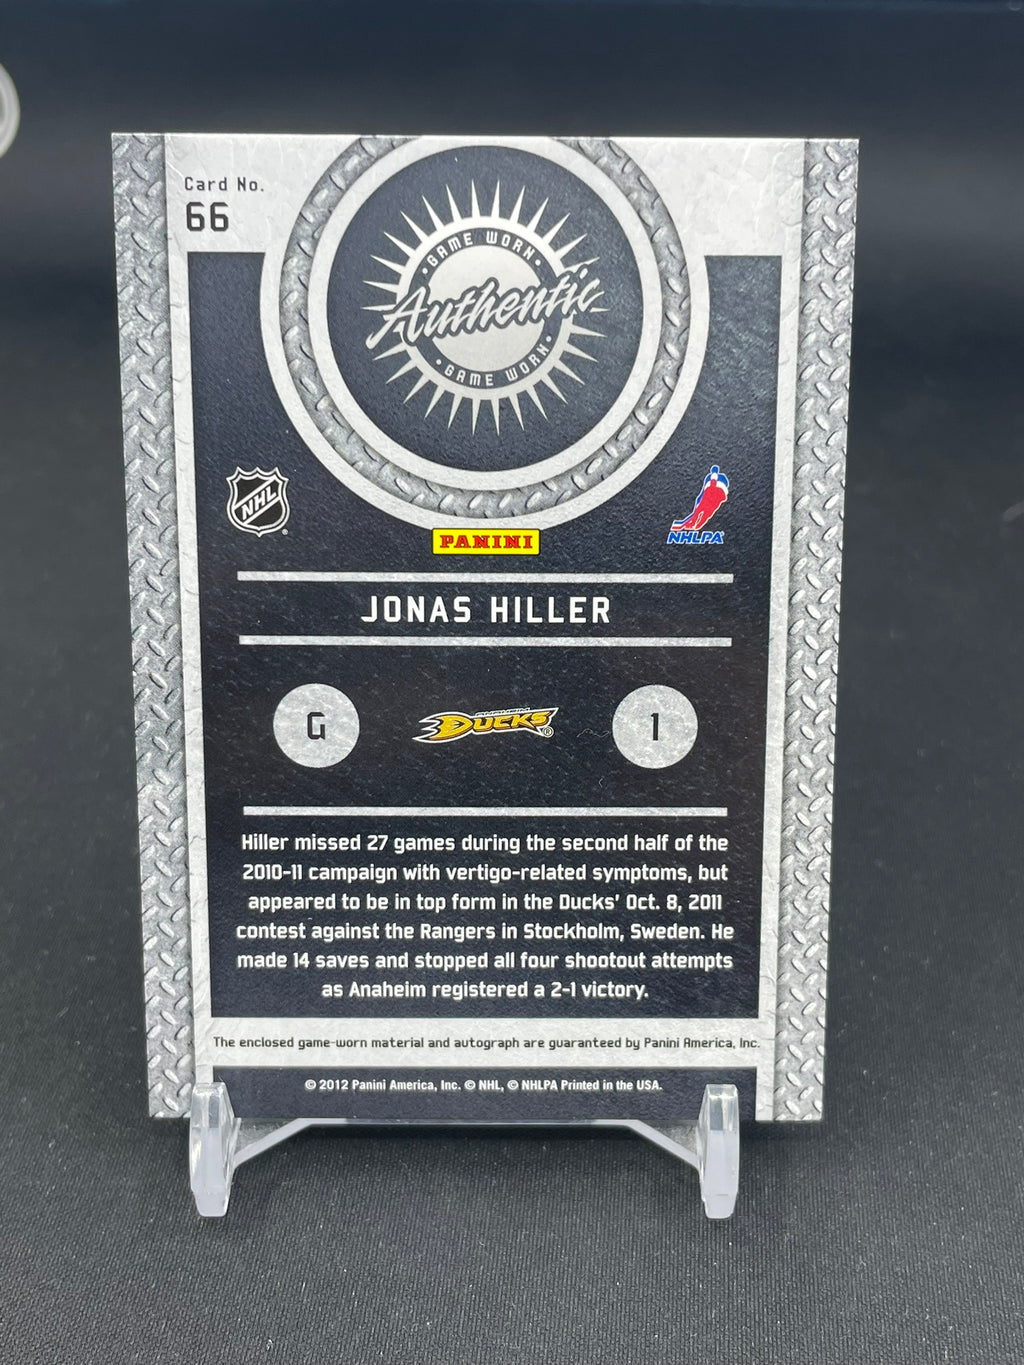 Card No.
66
· GAME WORN ·
Authentic
· GAME WORN ·
NHL
®
NHLPA
PANINI
JONAS HILLER
G
ANAHEIM
DUCKS
®
1
Hiller missed 27 games during the second half of the
2010-11 campaign with vertigo-related symptoms, but
appeared to be in top form in the Ducks' Oct. 8, 2011
contest against the Rangers in Stockholm, Sweden. He
made 14 saves and stopped all four shootout attempts
as Anaheim registered a 2-1 victory.
The enclosed game-worn material and autograph are guaranteed by Panini America, Inc.
© 2012 Panini America, Inc. © NHL, © NHLPA Printed in the USA.